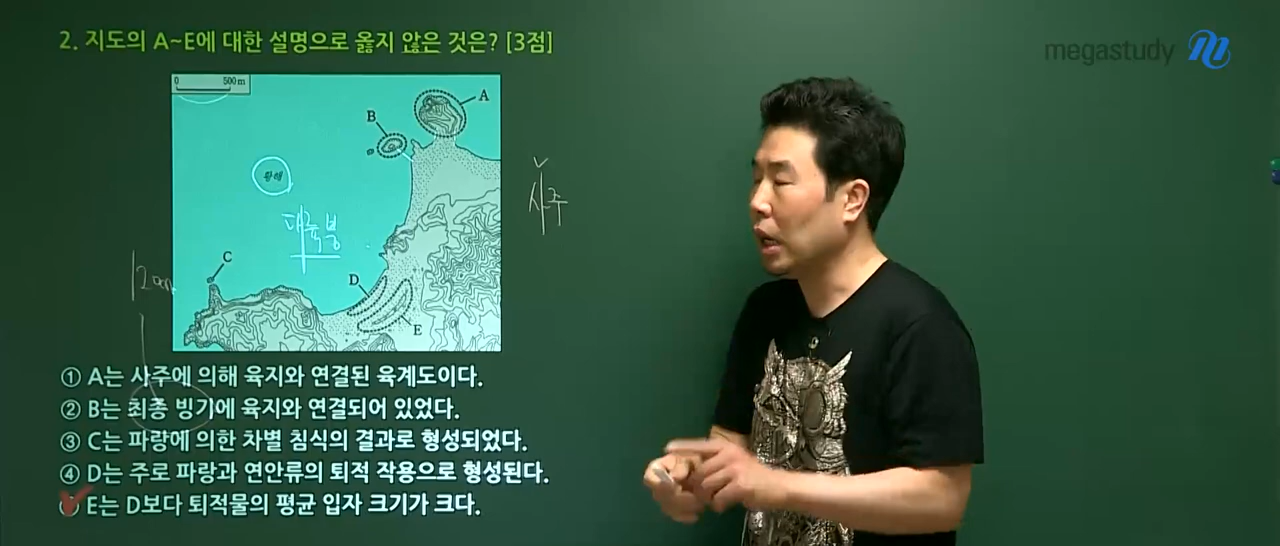 2. 지도의 A~E에 대한 설명으로 옳지 않은 것은? [3점]
megastudy
0 500m
A
B
황해
사주
대륙붕
C
120m
D
E
① A는 사주에 의해 육지와 연결된 육계도이다.
② B는 최종 빙기에 육지와 연결되어 있었다.
③ C는 파랑에 의한 차별 침식의 결과로 형성되었다.
④ D는 주로 파랑과 연안류의 퇴적 작용으로 형성된다.
E는 D보다 퇴적물의 평균 입자 크기가 크다.